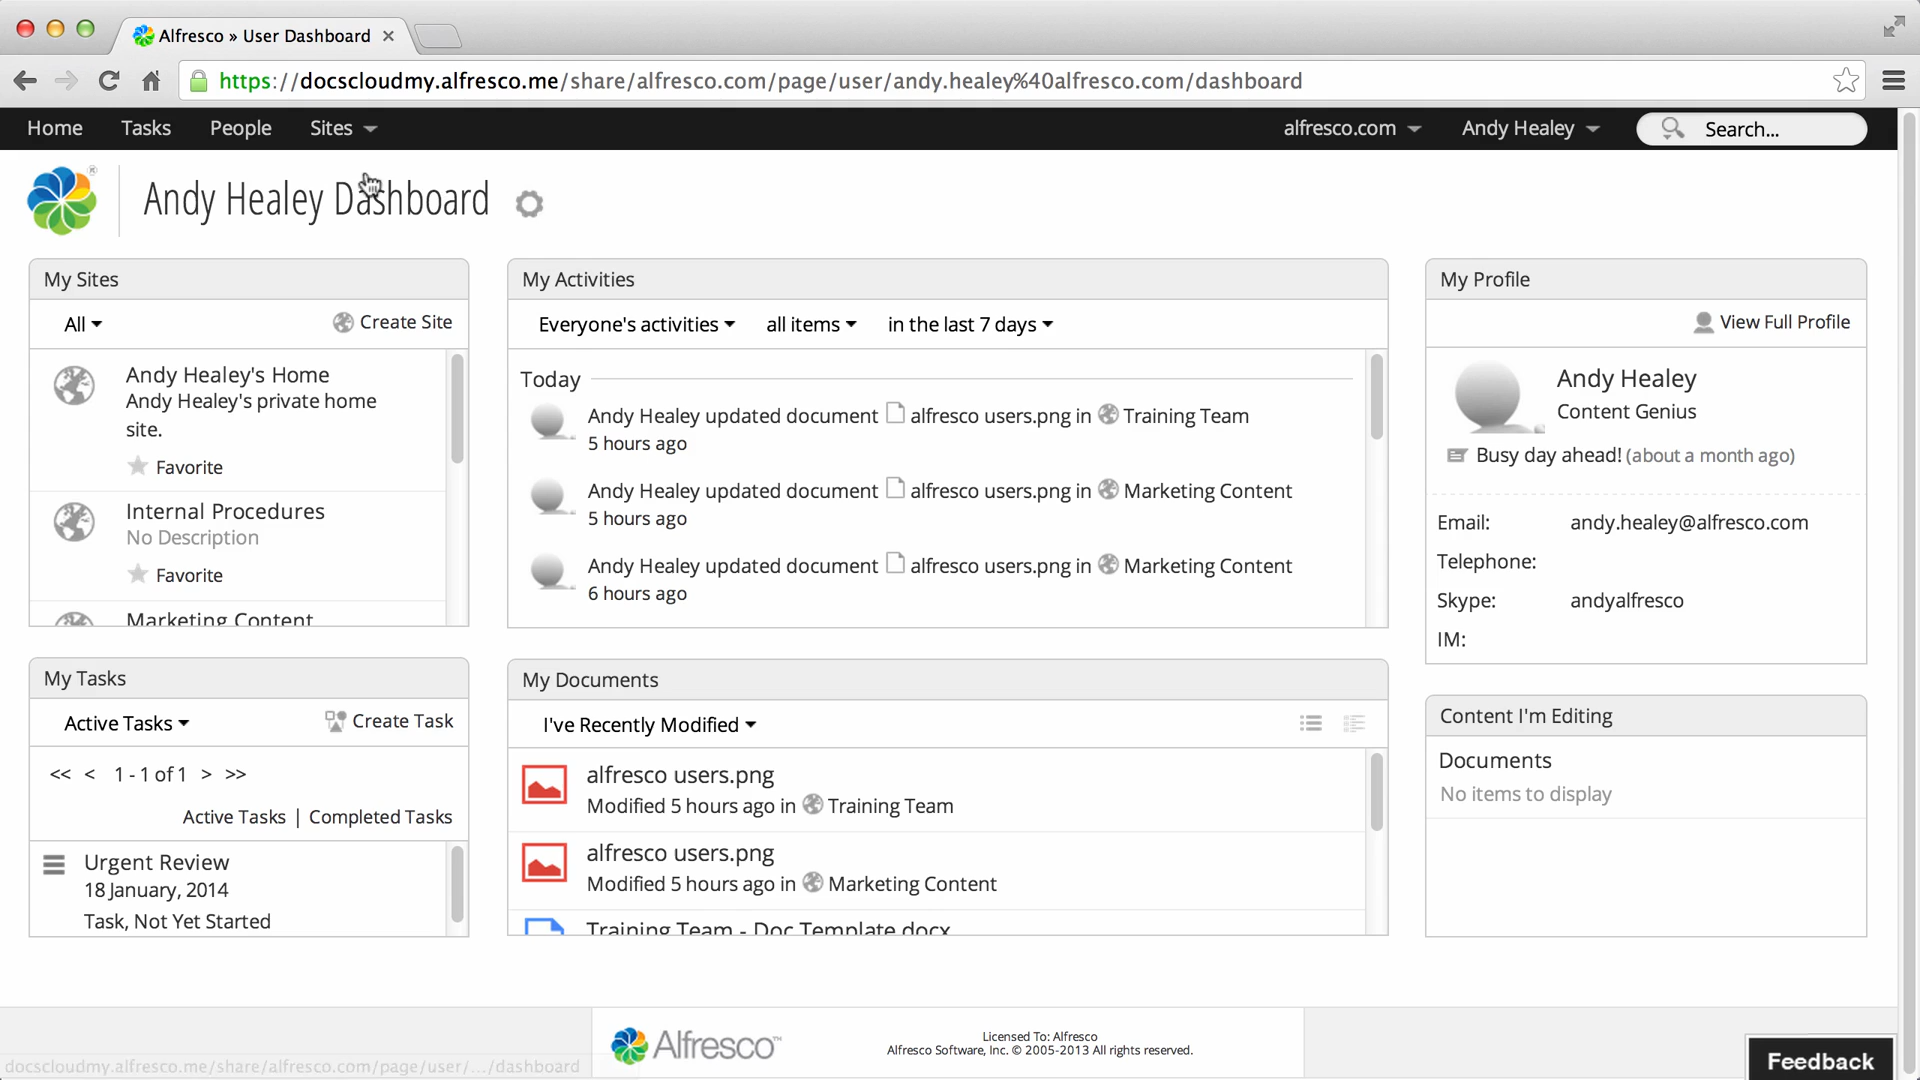 Alfresco » User Dashboard
https://docscloudmy.alfresco.me/share/alfresco.com/page/user/andy.healey%40alfresco.com/dashboard
Home Tasks People Sites alfresco.com Andy Healey Search...
Andy Healey Dashboard
My Sites
All Create Site
Andy Healey's Home
Andy Healey's private home
site.
Favorite
Internal Procedures
No Description
Favorite
Marketing Content
My Activities
Everyone's activities all items in the last 7 days
Today
Andy Healey updated document alfresco users.png in Training Team
5 hours ago
Andy Healey updated document alfresco users.png in Marketing Content
5 hours ago
Andy Healey updated document alfresco users.png in Marketing Content
6 hours ago
My Profile
View Full Profile
Andy Healey
Content Genius
Busy day ahead! (about a month ago)
Email: andy.healey@alfresco.com
Telephone:
Skype: andyalfresco
IM:
My Tasks
Active Tasks Create Task
<< < 1 - 1 of 1 > >>
Active Tasks | Completed Tasks
Urgent Review
18 January, 2014
Task, Not Yet Started
My Documents
I've Recently Modified
alfresco users.png
Modified 5 hours ago in Training Team
alfresco users.png
Modified 5 hours ago in Marketing Content
Training Team - Doc Template.docx
Content I'm Editing
Documents
No items to display
Alfresco™
Licensed To: Alfresco
Alfresco Software, Inc. © 2005-2013 All rights reserved.
Feedback
docscloudmy.alfresco.me/share/alfresco.com/page/user/.../dashboard